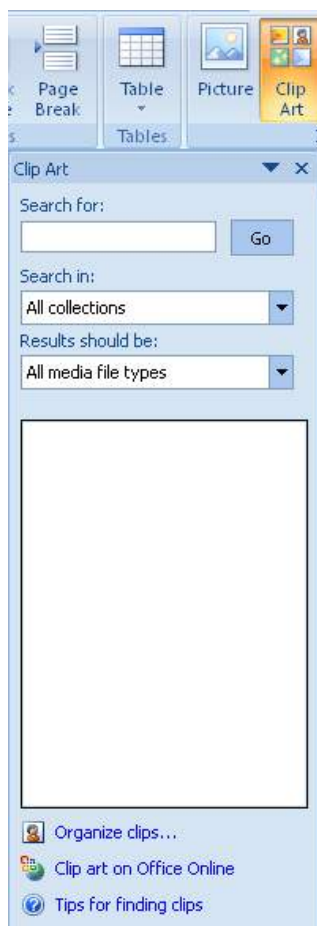 Page Break
Table
Picture
Clip Art
Tables
Clip Art
Search for:
Go
Search in:
All collections
Results should be:
All media file types
Organize clips...
Clip art on Office Online
Tips for finding clips